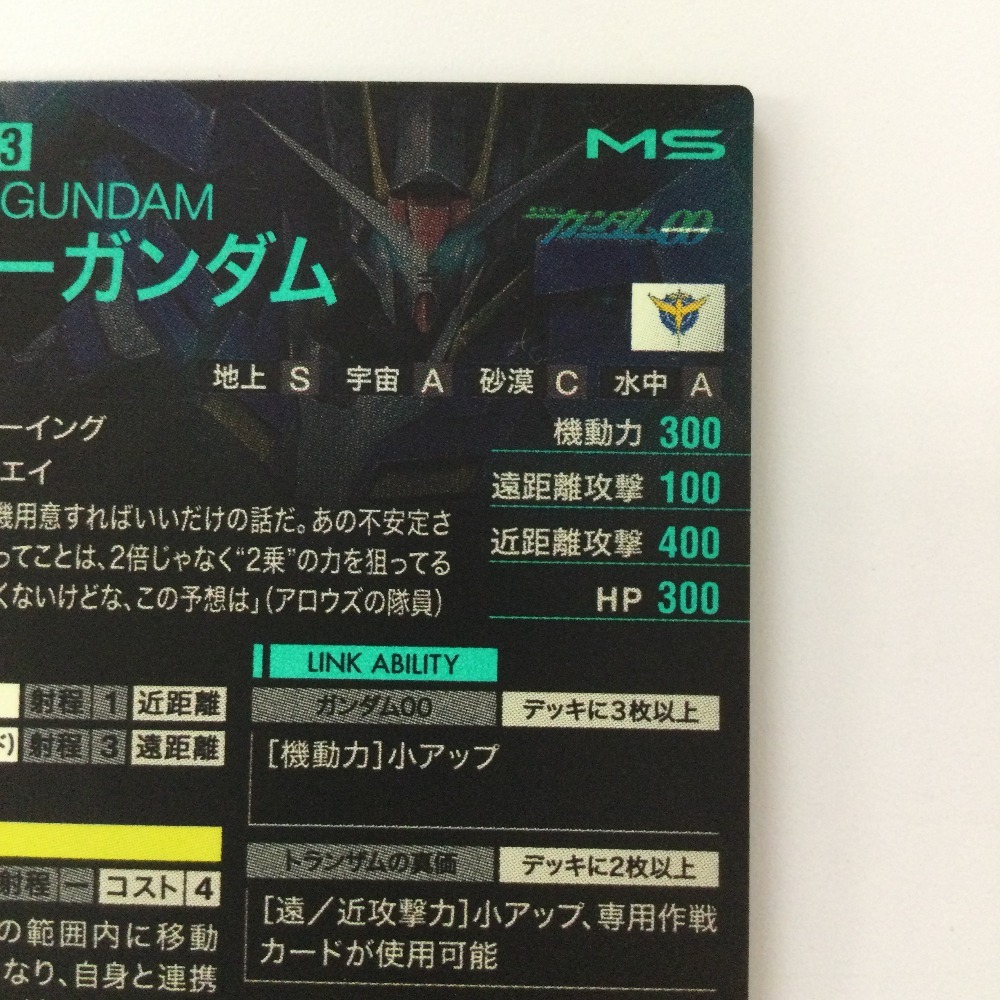 3
MS
GUNDAM
ーガンダム
ガンダム00
地上 S 宇宙 A 砂漠 C 水中 A
ーイング
エイ
機動力 300
遠距離攻撃 100
近距離攻撃 400
HP 300
機用意すればいいだけの話だ。あの不安定さ
ってことは、2倍じゃなく“2乗”の力を狙ってる
くないけどな、この予想は」(アロウズの隊員)
射程 1 近距離
ド) 射程 3 遠距離
LINK ABILITY
ガンダム00 デッキに3枚以上
[機動力]小アップ
トランザムの真価 デッキに2枚以上
[遠／近攻撃力]小アップ、専用作戦
カードが使用可能
射程 ー コスト 4
の範囲内に移動
なり、自身と連携